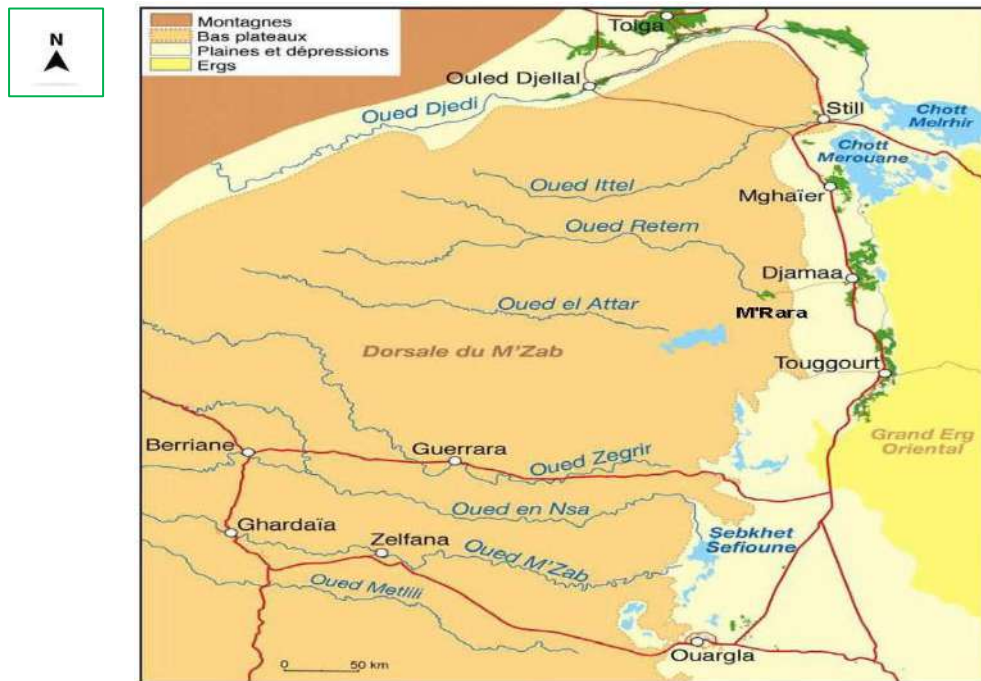 N
Montagnes
Bas plateaux
Plaines et dépressions
Ergs
Tolga
Ouled Djellal
Oued Djedi
Still
Chott
Melrhir
Chott
Merouane
Oued Ittel
Mghaïer
Oued Retem
Djamaa
M'Rara
Oued el Attar
Dorsale du M'Zab
Touggourt
Grand Erg
Oriental
Berriane
Guerrara
Oued Zegrir
Oued en Nsa
Ghardaïa
Zelfana
Oued M'Zab
Sebkhet
Sefioune
Oued Metlili
Ouargla
0 50 km